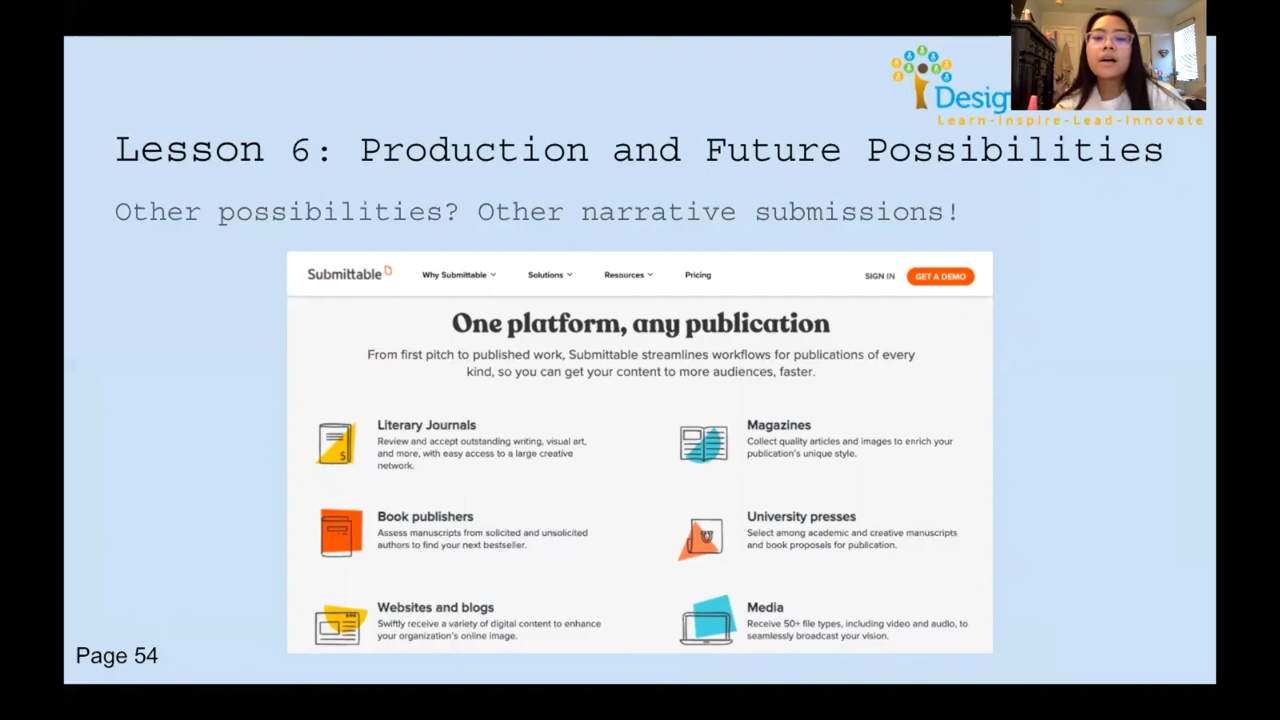 Desig
Learn-Inspire-Lead-Innovate
Lesson 6: Production and Future Possibilities
Other possibilities? Other narrative submissions!
Submittable
Why Submittable
Solutions
Resources
Pricing
SIGN IN
GET A DEMO
One platform, any publication
From first pitch to published work, Submittable streamlines workflows for publications of every
kind, so you can get your content to more audiences, faster.
Literary Journals
Review and accept outstanding writing, visual art,
and more, with easy access to a large creative
network.
Magazines
Collect quality articles and images to enrich your
publication's unique style.
Book publishers
Assess manuscripts from solicited and unsolicited
authors to find your next bestseller.
University presses
Select among academic and creative manuscripts
and book proposals for publication.
Websites and blogs
Swiftly receive a variety of digital content to enhance
your organization's online image.
Media
Receive 50+ file types, including video and audio, to
seamlessly broadcast your vision.
Page 54